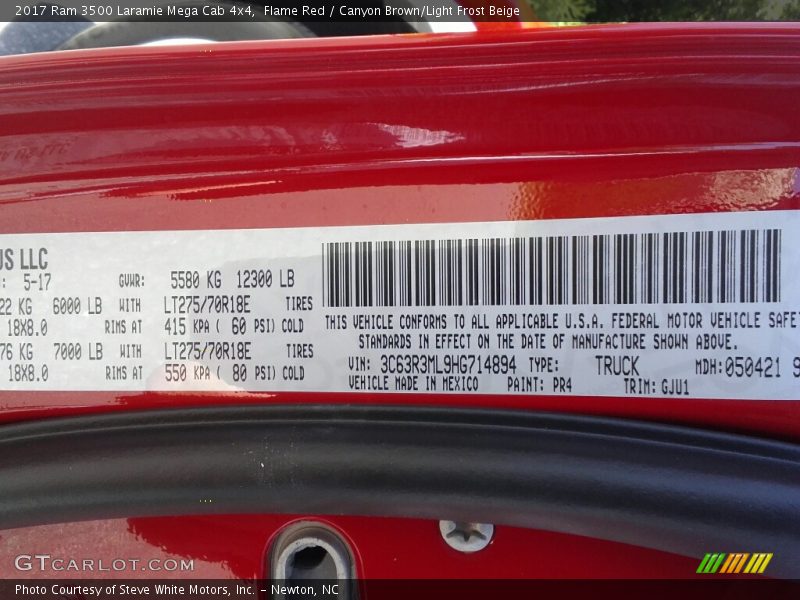 2017 Ram 3500 Laramie Mega Cab 4x4, Flame Red / Canyon Brown/Light Frost Beige
US LLC
: 5-17 GVWR: 5580 KG 12300 LB
22 KG 6000 LB WITH LT275/70R18E TIRES
18X8.0 RIMS AT 415 KPA ( 60 PSI) COLD
76 KG 7000 LB WITH LT275/70R18E TIRES
18X8.0 RIMS AT 550 KPA ( 80 PSI) COLD
THIS VEHICLE CONFORMS TO ALL APPLICABLE U.S.A. FEDERAL MOTOR VEHICLE SAFE
STANDARDS IN EFFECT ON THE DATE OF MANUFACTURE SHOWN ABOVE.
VIN: 3C63R3ML9HG714894 TYPE: TRUCK MDH: 050421 9
VEHICLE MADE IN MEXICO PAINT: PR4 TRIM: GJU1
GTCARLOT.COM
Photo Courtesy of Steve White Motors, Inc. – Newton, NC